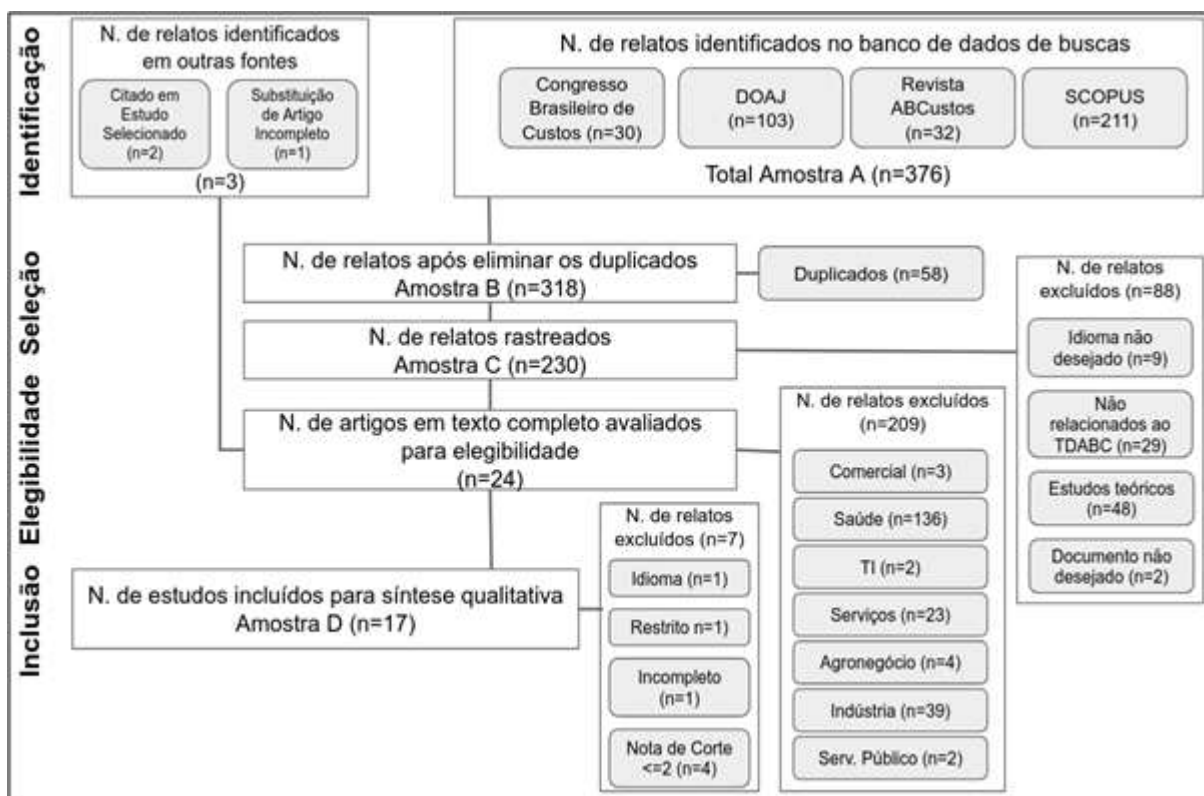 Identificação
N. de relatos identificados
em outras fontes
Citado em
Estudo
Selecionado
(n=2)
Substituição
de Artigo
Incompleto
(n=1)
(n=3)
N. de relatos identificados no banco de dados de buscas
Congresso
Brasileiro de
Custos (n=30)
DOAJ
(n=103)
Revista
ABCustos
(n=32)
SCOPUS
(n=211)
Total Amostra A (n=376)
Seleção
N. de relatos após eliminar os duplicados
Amostra B (n=318)
Duplicados (n=58)
N. de relatos rastreados
Amostra C (n=230)
N. de relatos
excluídos (n=88)
Idioma não
desejado (n=9)
Não
relacionados ao
TDABC (n=29)
Estudos teóricos
(n=48)
Documento não
desejado (n=2)
Elegibilidade
N. de artigos em texto completo avaliados
para elegibilidade
(n=24)
N. de relatos excluídos
(n=209)
Comercial (n=3)
Saúde (n=136)
TI (n=2)
Serviços (n=23)
Agronegócio (n=4)
Indústria (n=39)
Serv. Público (n=2)
Inclusão
N. de estudos incluídos para síntese qualitativa
Amostra D (n=17)
N. de relatos
excluídos (n=7)
Idioma (n=1)
Restrito n=1)
Incompleto
(n=1)
Nota de Corte
<=2 (n=4)